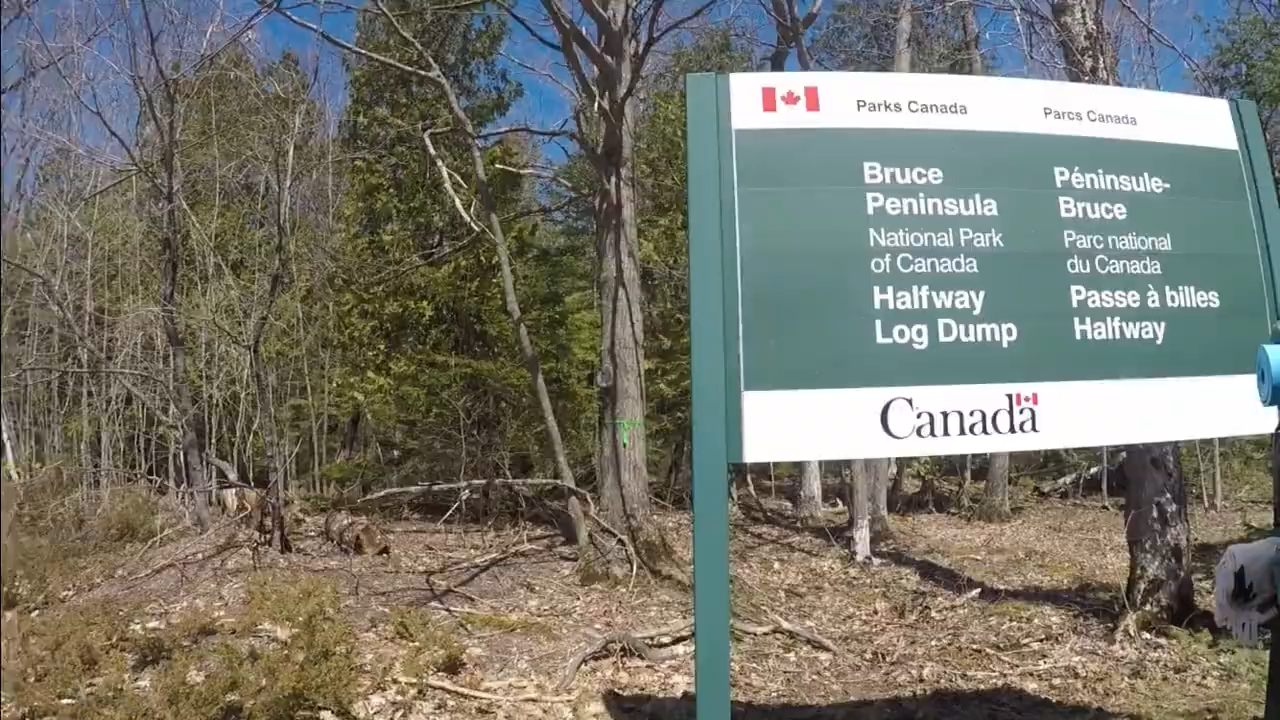 Parks Canada
Parcs Canada
Bruce
Peninsula
National Park
of Canada
Halfway
Log Dump
Péninsule-
Bruce
Parc national
du Canada
Passe à billes
Halfway
Canada